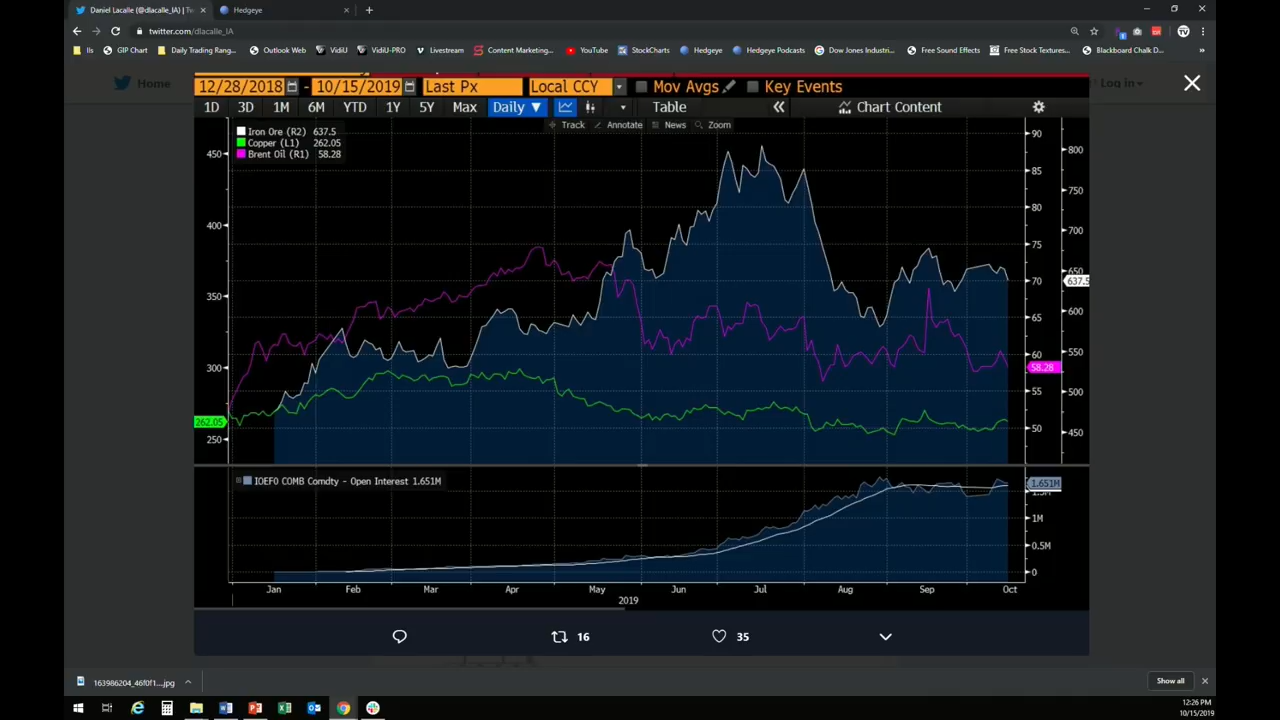 Daniel Lacalle (@dlacalle_IA) | Tw
Hedgeye
twitter.com/dlacalle_IA
IIs
GIP Chart
Daily Trading Rang...
Outlook Web
VidiU
VidiU-PRO
Livestream
Content Marketing...
YouTube
StockCharts
Hedgeye
Hedgeye Podcasts
Dow Jones Industri...
Free Sound Effects
Free Stock Textures...
Blackboard Chalk D...
Home
Log in
12/28/2018 - 10/15/2019 Last Px Local CCY Mov Avgs Key Events
1D 3D 1M 6M YTD 1Y 5Y Max Daily ▼ Table « Chart Content
Track Annotate News Zoom
Iron Ore (R2) 637.5
Copper (L1) 262.05
Brent Oil (R1) 58.28
450
400
350
300
262.05
250
90
85
80
75
70
65
60
58.28
55
50
800
750
700
650
637.5
600
550
500
450
IOEF0 COMB Comdty - Open Interest 1.651M
1.651M
1.5M
1M
0.5M
0
Jan Feb Mar Apr May Jun Jul Aug Sep Oct
2019
16
35
163986204_46f0f1....jpg
Show all
12:26 PM
10/15/2019